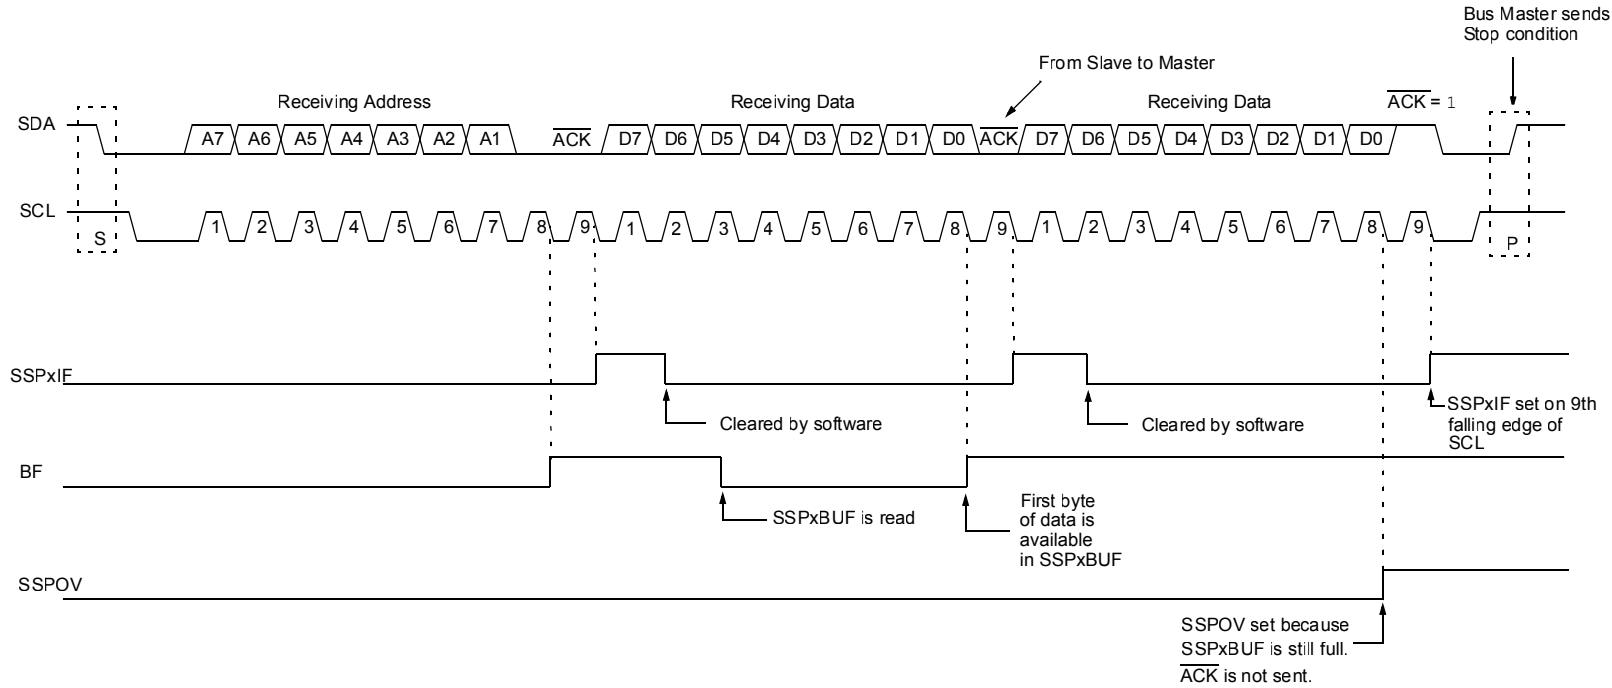 Bus Master sends
Stop condition
From Slave to Master
Receiving Address
Receiving Data
Receiving Data
ACK = 1
SDA
A7 A6 A5 A4 A3 A2 A1 ACK D7 D6 D5 D4 D3 D2 D1 D0 ACK D7 D6 D5 D4 D3 D2 D1 D0
SCL
1 2 3 4 5 6 7 8 9 1 2 3 4 5 6 7 8 9 1 2 3 4 5 6 7 8 9
S
P
SSPxIF
Cleared by software
Cleared by software
SSPxIF set on 9th
falling edge of
SCL
BF
SSPxBUF is read
First byte
of data is
available
in SSPxBUF
SSPOV
SSPOV set because
SSPxBUF is still full.
ACK is not sent.